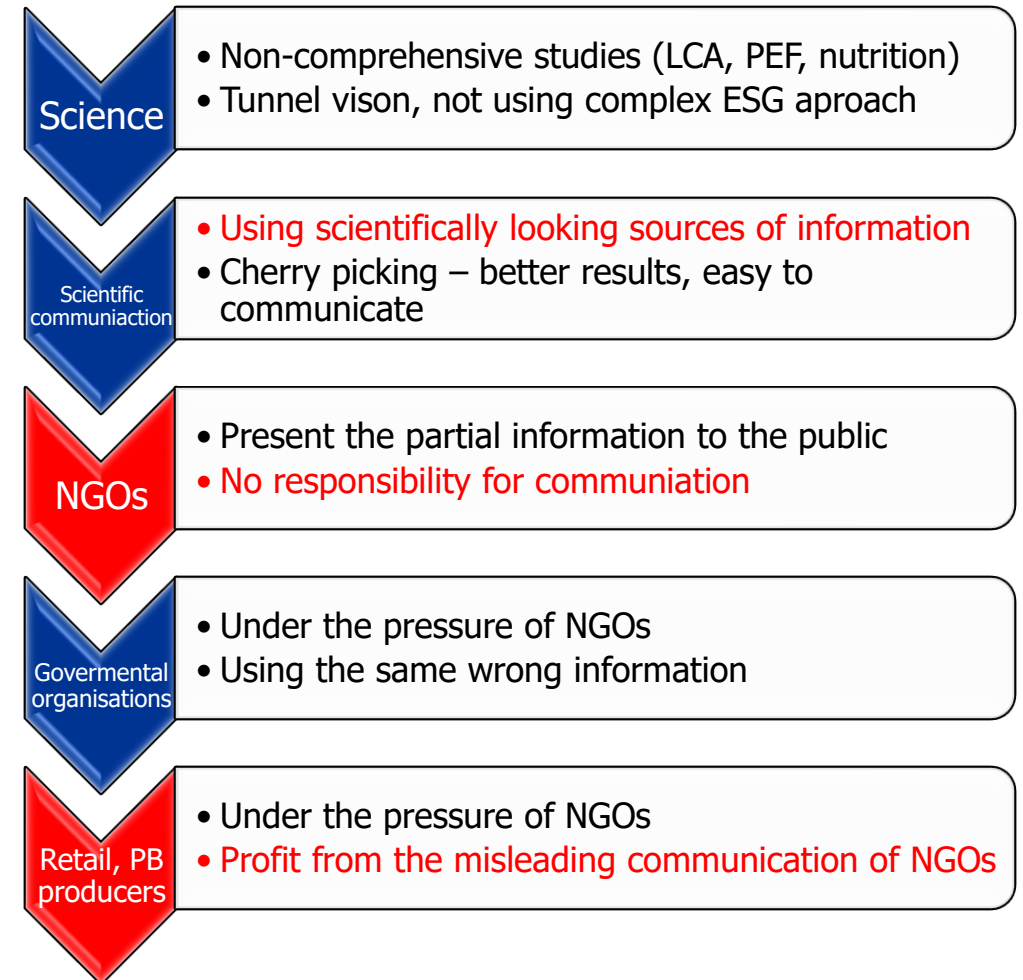 Science
• Non-comprehensive studies (LCA, PEF, nutrition)
• Tunnel vison, not using complex ESG aproach
Scientific
communiaction
• Using scientifically looking sources of information
• Cherry picking – better results, easy to
communicate
NGOs
• Present the partial information to the public
• No responsibility for communiation
Govermental
organisations
• Under the pressure of NGOs
• Using the same wrong information
Retail, PB
producers
• Under the pressure of NGOs
• Profit from the misleading communication of NGOs